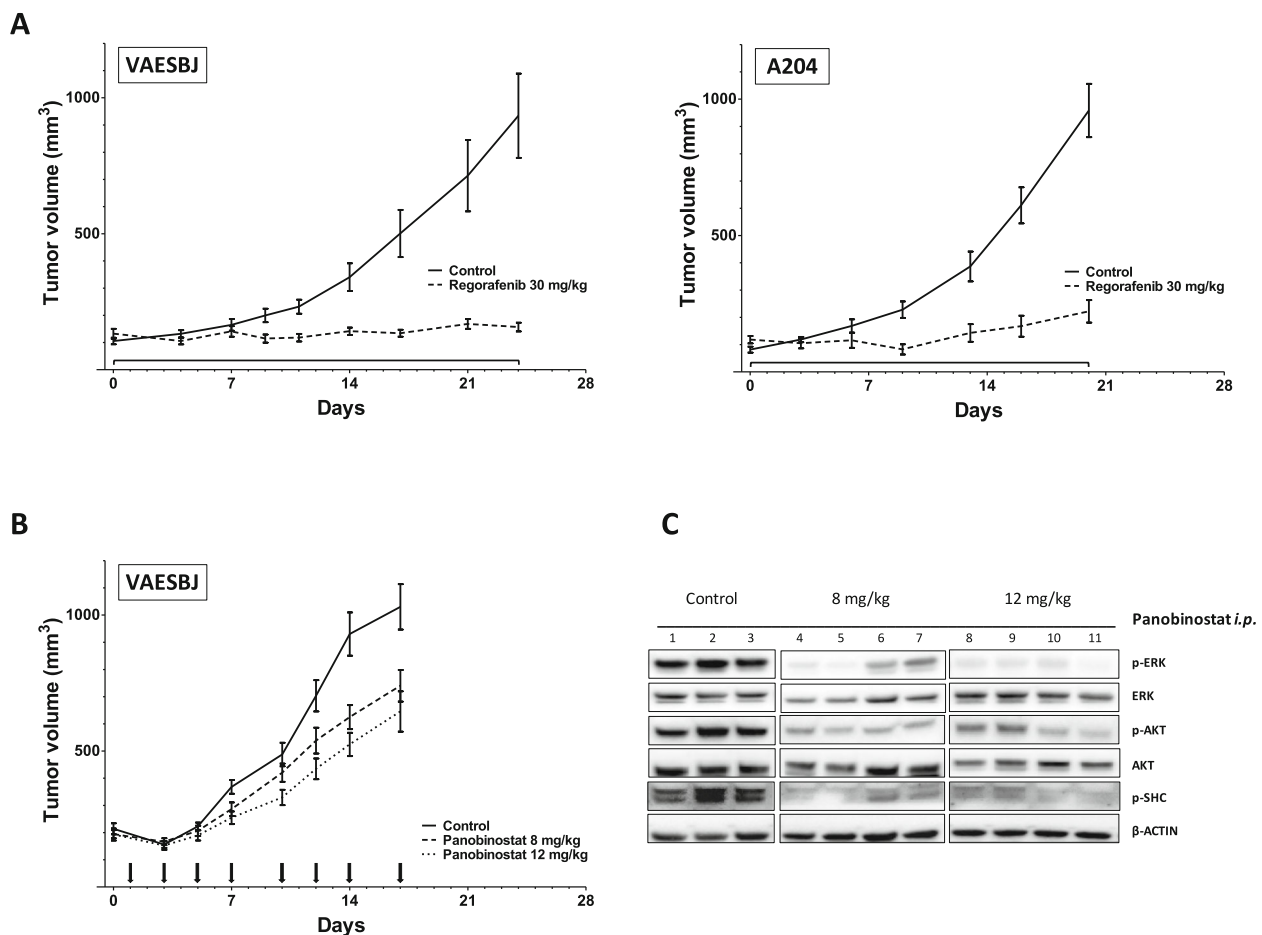 A
VAESBJ
Tumor volume (mm³)
1000
500
Control
Regorafenib 30 mg/kg
0 7 14 21 28
Days
A204
Tumor volume (mm³)
1000
500
Control
Regorafenib 30 mg/kg
0 7 14 21 28
Days
B
VAESBJ
Tumor volume (mm³)
1000
500
Control
Panobinostat 8 mg/kg
Panobinostat 12 mg/kg
0 7 14 21 28
Days
C
Control 8 mg/kg 12 mg/kg
Panobinostat i.p.
1 2 3 4 5 6 7 8 9 10 11
p-ERK
ERK
p-AKT
AKT
p-SHC
β-ACTIN